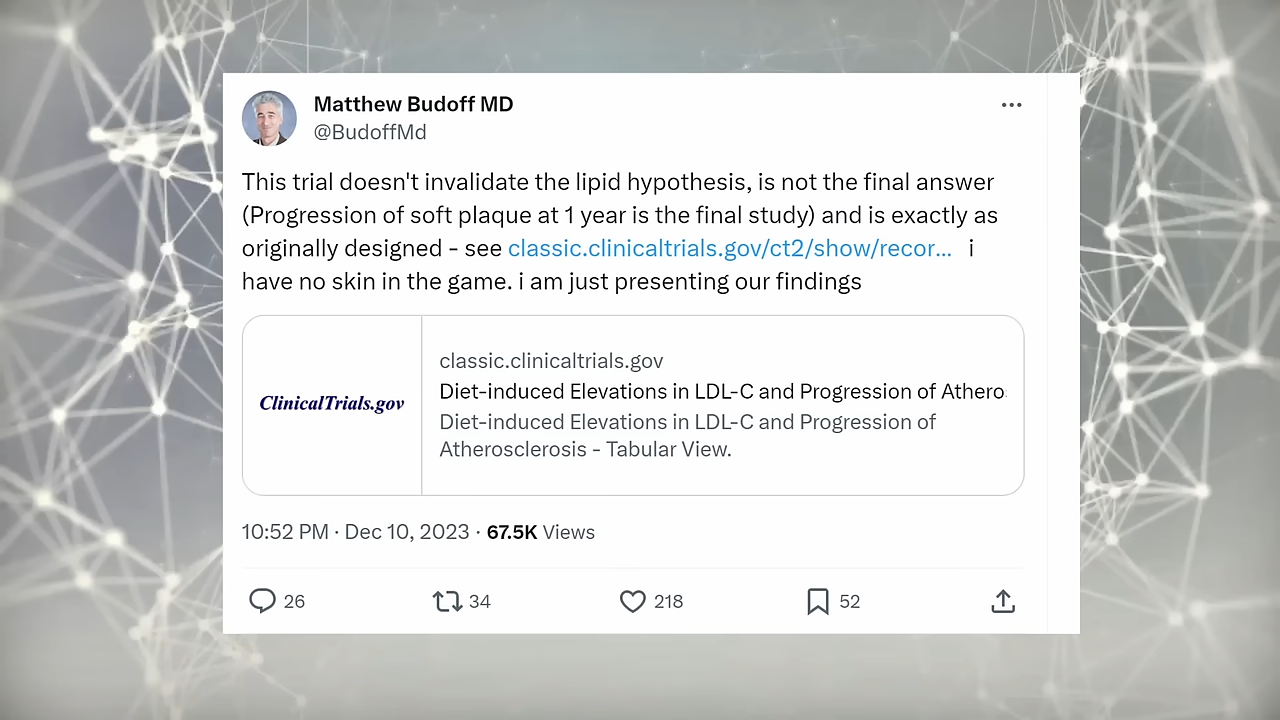 Matthew Budoff MD
@BudoffMd
This trial doesn't invalidate the lipid hypothesis, is not the final answer
(Progression of soft plaque at 1 year is the final study) and is exactly as
originally designed - see classic.clinicaltrials.gov/ct2/show/recor... i
have no skin in the game. i am just presenting our findings
ClinicalTrials.gov
classic.clinicaltrials.gov
Diet-induced Elevations in LDL-C and Progression of Athero
Diet-induced Elevations in LDL-C and Progression of
Atherosclerosis - Tabular View.
10:52 PM · Dec 10, 2023 · 67.5K Views
26 34 218 52